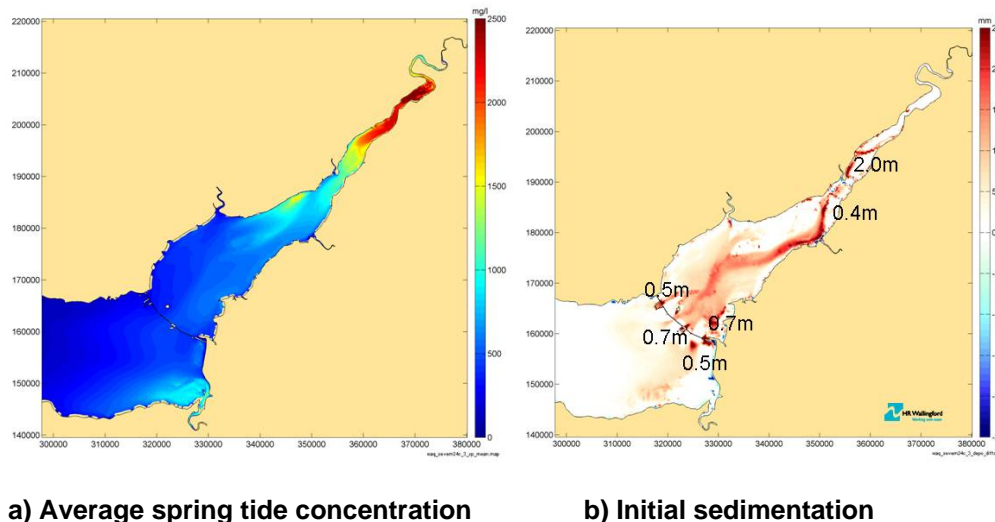 mg/l
220000
210000
200000
190000
180000
170000
160000
150000
140000
300000 310000 320000 330000 340000 350000 360000 370000 380000
2500
2000
1500
1000
500
0
mm
220000
210000
200000
190000
180000
170000
160000
150000
140000
300000 310000 320000 330000 340000 350000 360000 370000 380000
2.0m
0.4m
0.5m
0.7m
0.7m
0.5m
HR Wallingford
Working with water
a) Average spring tide concentration
b) Initial sedimentation